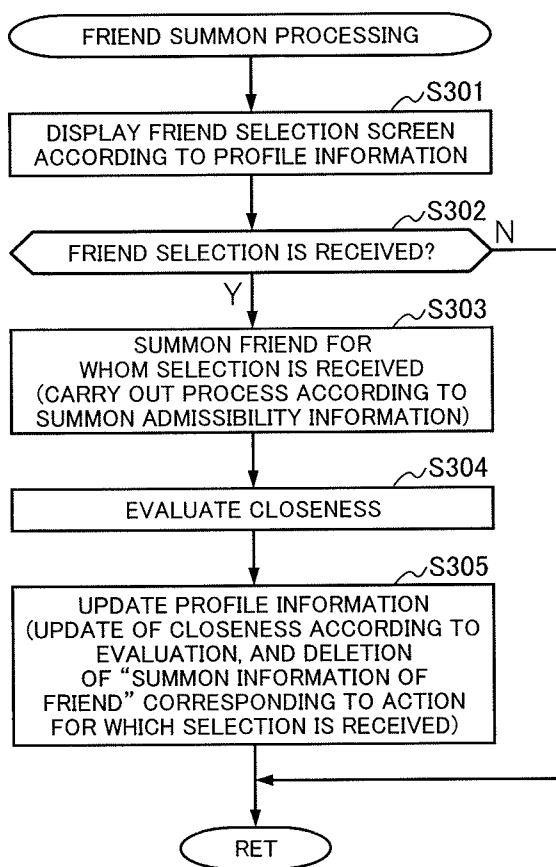 FRIEND SUMMON PROCESSING
S301
DISPLAY FRIEND SELECTION SCREEN
ACCORDING TO PROFILE INFORMATION
S302
FRIEND SELECTION IS RECEIVED?
N
Y
S303
SUMMON FRIEND FOR
WHOM SELECTION IS RECEIVED
(CARRY OUT PROCESS ACCORDING TO
SUMMON ADMISSIBILITY INFORMATION)
S304
EVALUATE CLOSENESS
S305
UPDATE PROFILE INFORMATION
(UPDATE OF CLOSENESS ACCORDING TO
EVALUATION, AND DELETION
OF “SUMMON INFORMATION OF
FRIEND” CORRESPONDING TO ACTION
FOR WHICH SELECTION IS RECEIVED)
RET